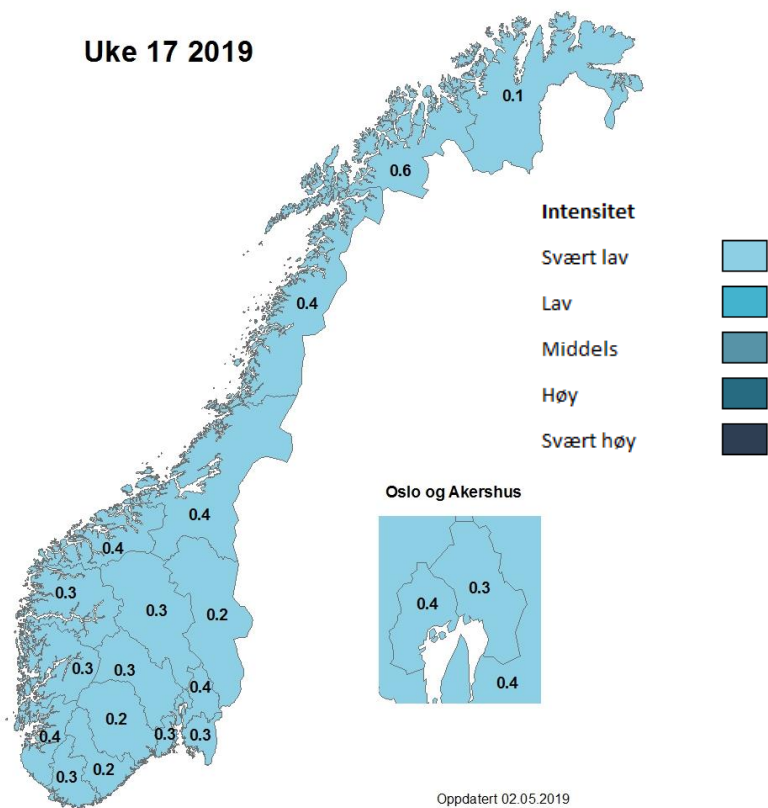 Uke 17 2019
0.1
0.6
Intensitet
Svært lav
Lav
Middels
Høy
Svært høy
0.4
Oslo og Akershus
0.4
0.4
0.3
0.3
0.2
0.3
0.3
0.4
0.2
0.4
0.3
0.3
0.3
0.2
0.4
0.3
0.4
Oppdatert 02.05.2019